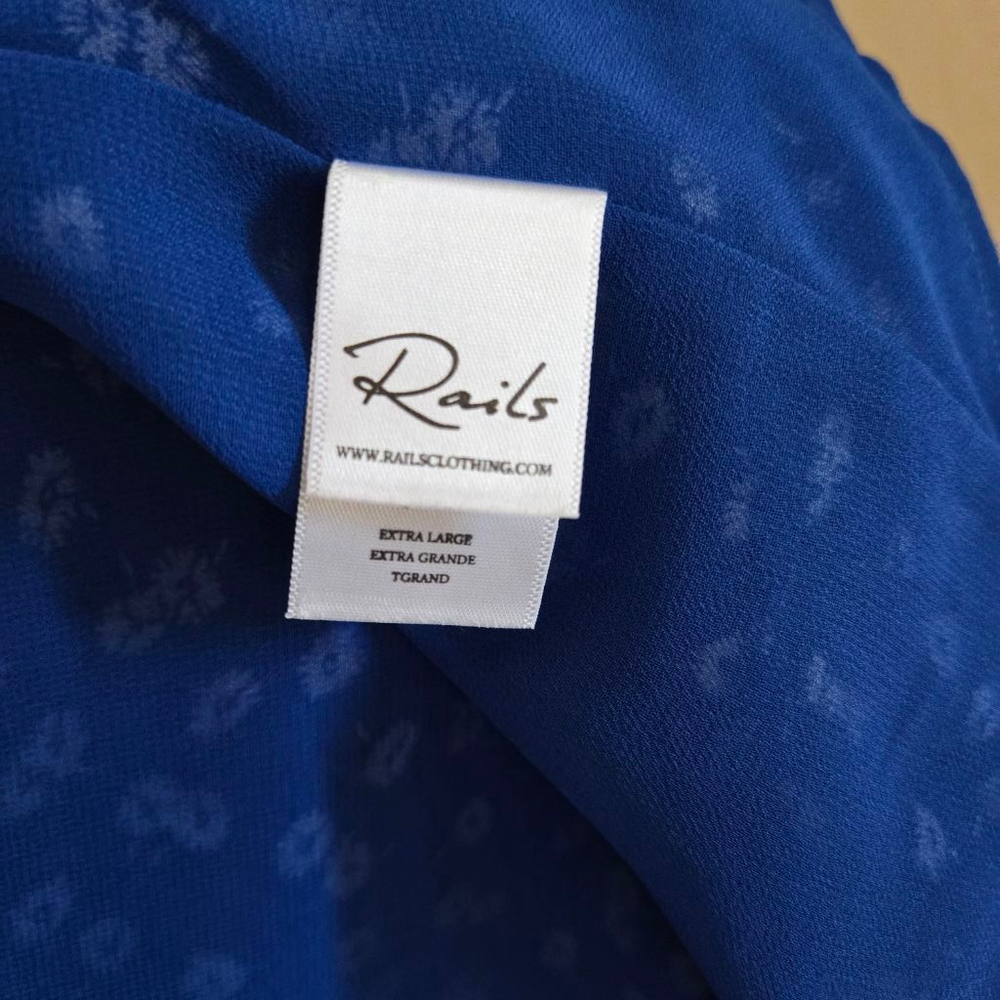 Rails
WWW.RAILSCLOTHING.COM
EXTRA LARGE
EXTRA GRANDE
TGRAND